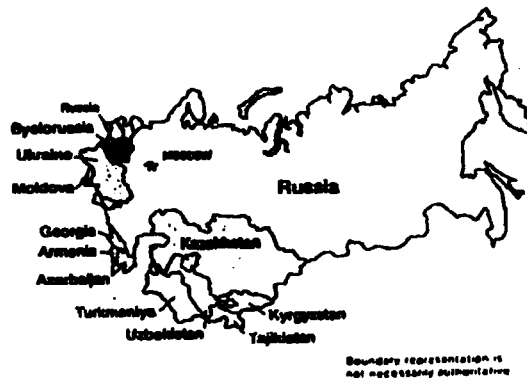 Russia
Byelorussia
Ukraine
Moldova
Moscow
Russia
Georgia
Armenia
Azarbaijan
Kazakhstan
Turkmeniya
Uzbekistan
Kyrgyzstan
Tajikistan
Boundary representation is
not necessarily authoritative